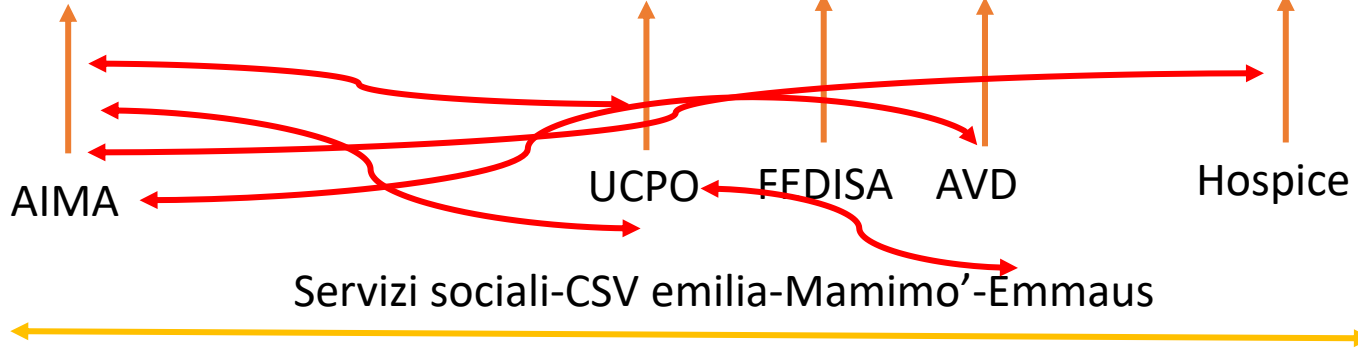 AIMA UCPO FEDISA AVD Hospice
Servizi sociali-CSV emilia-Mamimo’-Emmaus